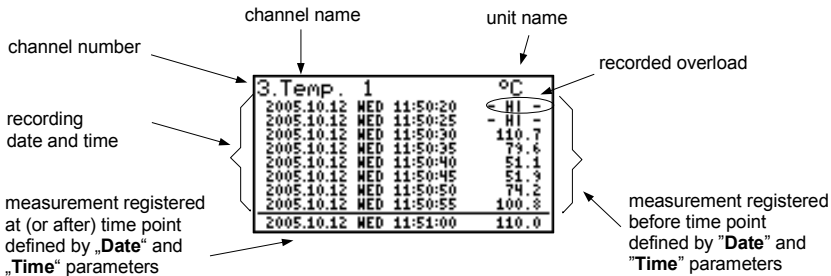 channel name
unit name
channel number
recorded overload
3.Temp. 1 °C
2005.10.12 WED 11:50:20 - HI -
2005.10.12 WED 11:50:25 - HI -
2005.10.12 WED 11:50:30 110.7
2005.10.12 WED 11:50:35 79.6
2005.10.12 WED 11:50:40 51.1
2005.10.12 WED 11:50:45 51.9
2005.10.12 WED 11:50:50 74.2
2005.10.12 WED 11:50:55 100.8
2005.10.12 WED 11:51:00 110.0
recording
date and time
measurement registered
at (or after) time point
defined by „Date“ and
„Time“ parameters
measurement registered
before time point
defined by ”Date” and
”Time” parameters